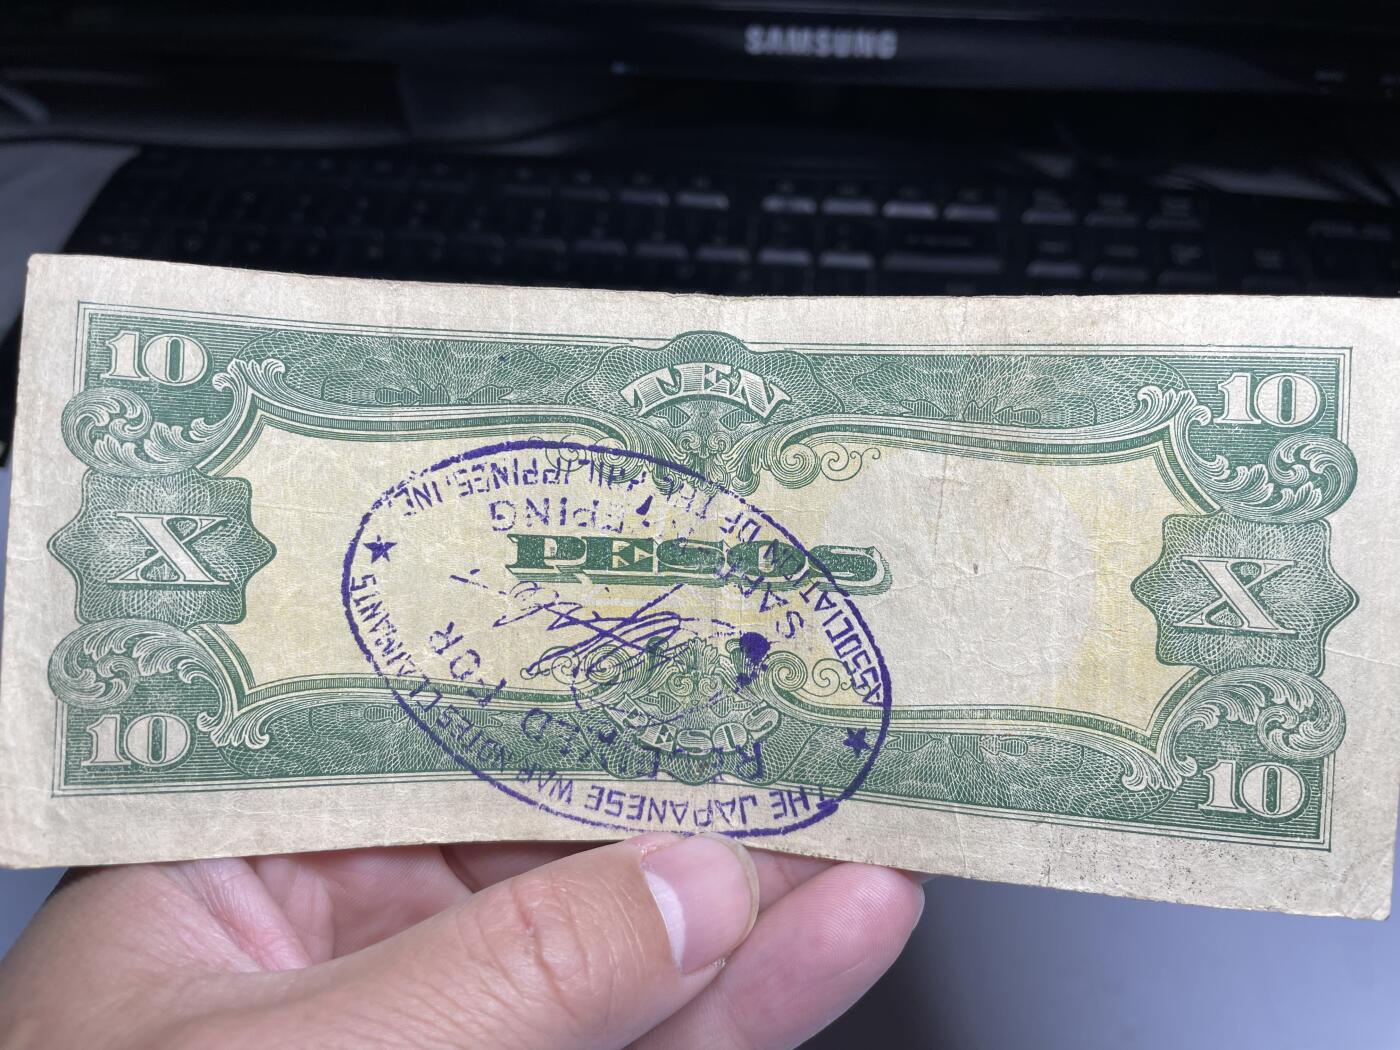 SAMSUNG
10 TEN 10
X PESOS X
PESOS
10 10
THE JAPANESE WAR NOTES CLAIMANTS
ASSOCIATION OF THE PHILIPPINES, INC.
FOR
SAFEKEEPING